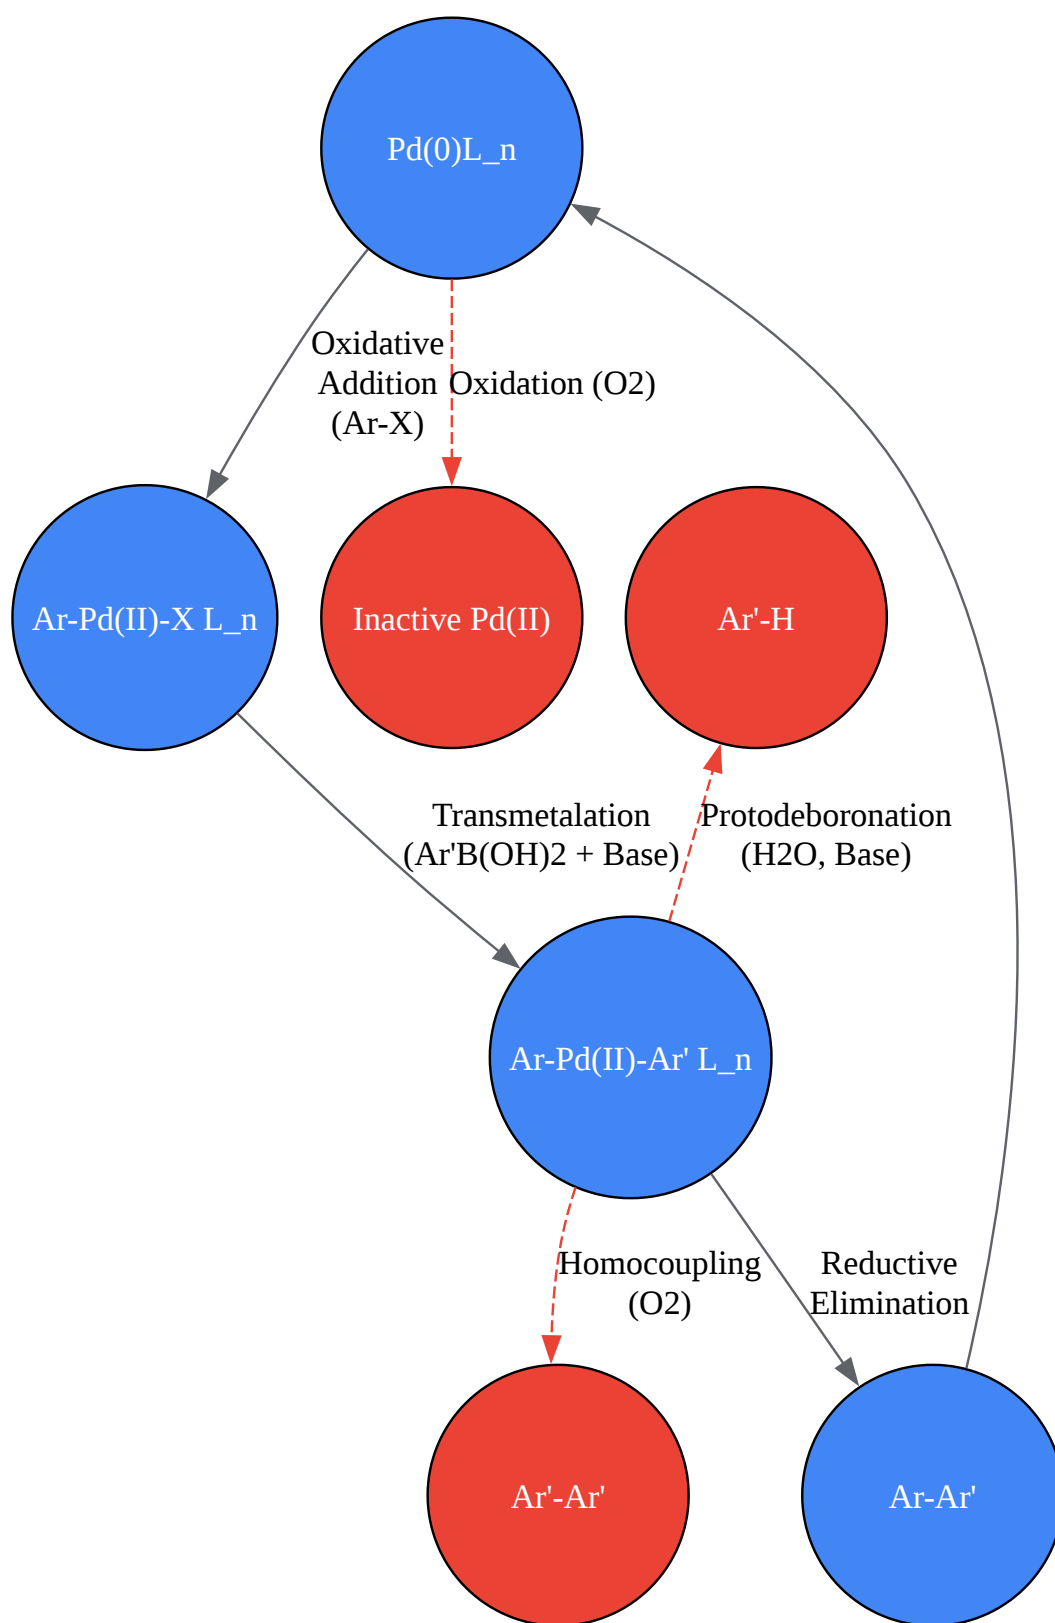 Pd(0)L_n
Oxidative
Addition
(Ar-X)
Oxidation (O2)
Ar-Pd(II)-X L_n
Inactive Pd(II)
Ar'-H
Transmetalation
(Ar'B(OH)2 + Base)
Protodeboronation
(H2O, Base)
Ar-Pd(II)-Ar' L_n
Homocoupling
(O2)
Reductive
Elimination
Ar'-Ar'
Ar-Ar'